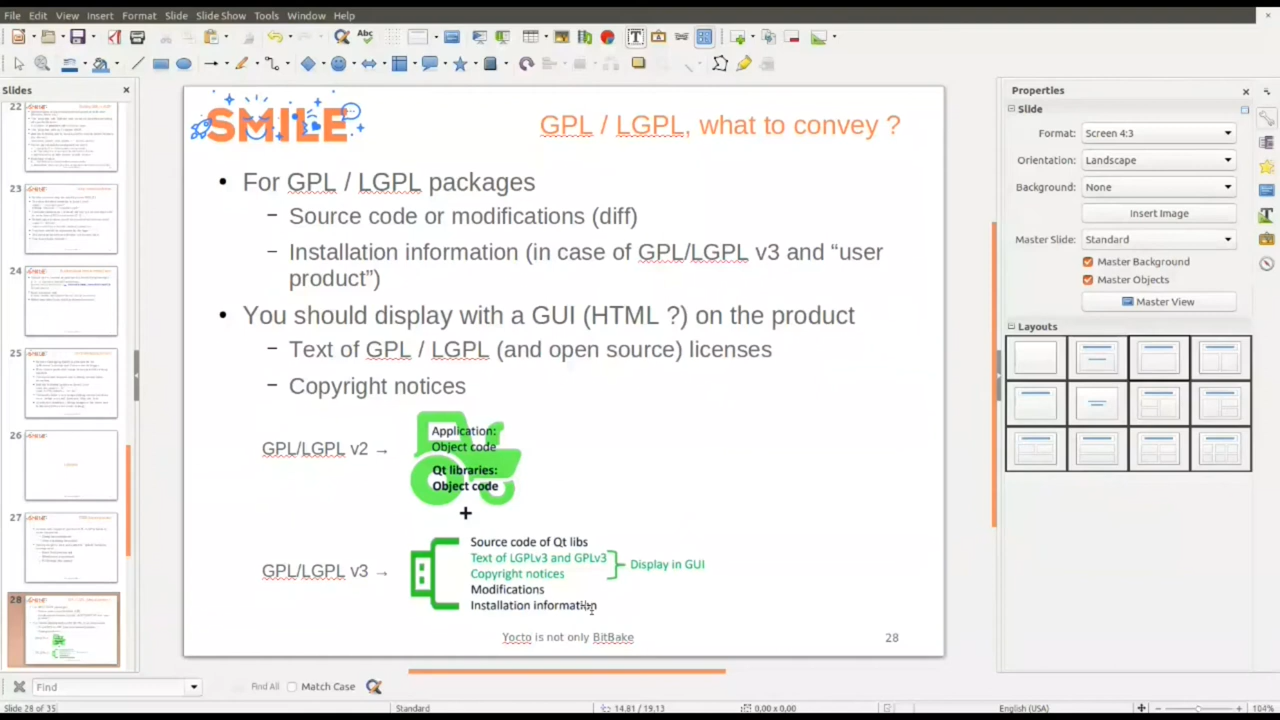 File Edit View Insert Format Slide Slide Show Tools Window Help
Slides
Properties
22
23
24
25
26
27
28
SMILE
GPL / LGPL, what to convey ?
• For GPL / LGPL packages
– Source code or modifications (diff)
– Installation information (in case of GPL/LGPL v3 and “user
product”)
• You should display with a GUI (HTML ?) on the product
– Text of GPL / LGPL (and open source) licenses
– Copyright notices
GPL/LGPL v2 →
Application:
Object code
Qt libraries:
Object code
+
GPL/LGPL v3 →
Source code of Qt libs
Text of LGPLv3 and GPLv3
Copyright notices
Display in GUI
Modifications
Installation information
Yocto is not only BitBake
28
Slide
Format: Screen 4:3
Orientation: Landscape
Background: None
Insert Image
Master Slide: Standard
Master Background
Master Objects
Master View
Layouts
Find
Find All
Match Case
Slide 28 of 35
Standard
14.81 / 19.13
0,00 x 0,00
English (USA)
104%